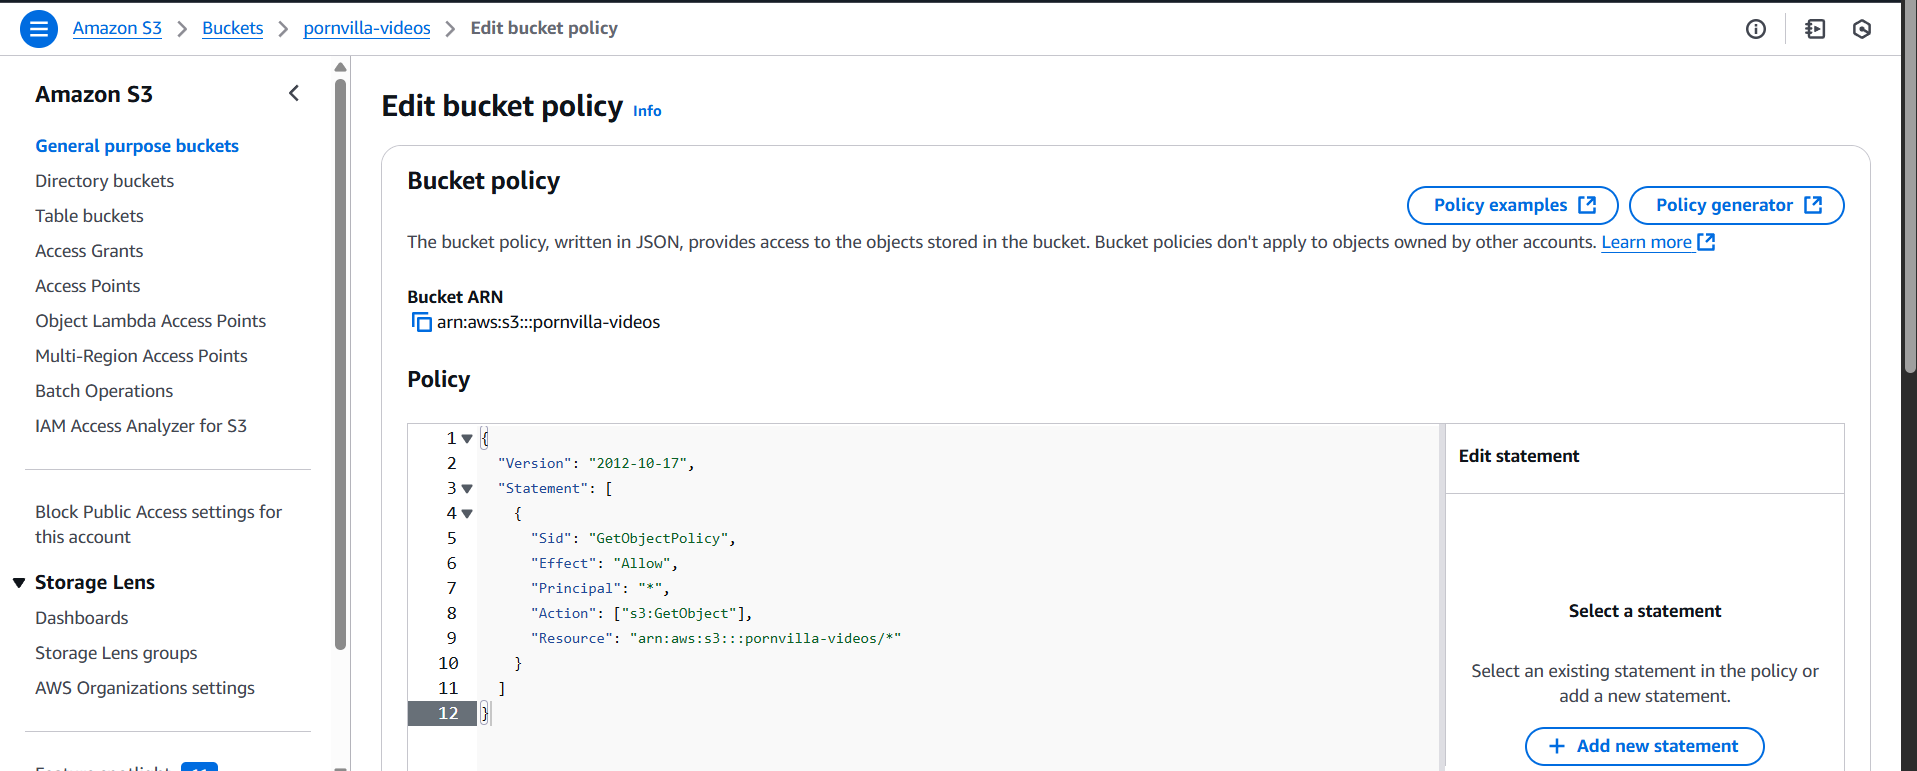 Amazon S3 > Buckets > pornvilla-videos > Edit bucket policy
Amazon S3
General purpose buckets
Directory buckets
Table buckets
Access Grants
Access Points
Object Lambda Access Points
Multi-Region Access Points
Batch Operations
IAM Access Analyzer for S3
Block Public Access settings for
this account
Storage Lens
Dashboards
Storage Lens groups
AWS Organizations settings
Edit bucket policy Info
Bucket policy
Policy examples
Policy generator
The bucket policy, written in JSON, provides access to the objects stored in the bucket. Bucket policies don't apply to objects owned by other accounts. Learn more
Bucket ARN
arn:aws:s3:::pornvilla-videos
Policy
1 {
2 "Version": "2012-10-17",
3 "Statement": [
4 {
5 "Sid": "GetObjectPolicy",
6 "Effect": "Allow",
7 "Principal": "*",
8 "Action": ["s3:GetObject"],
9 "Resource": "arn:aws:s3:::pornvilla-videos/*"
10 }
11 ]
12 }
Edit statement
Select a statement
Select an existing statement in the policy or
add a new statement.
+ Add new statement